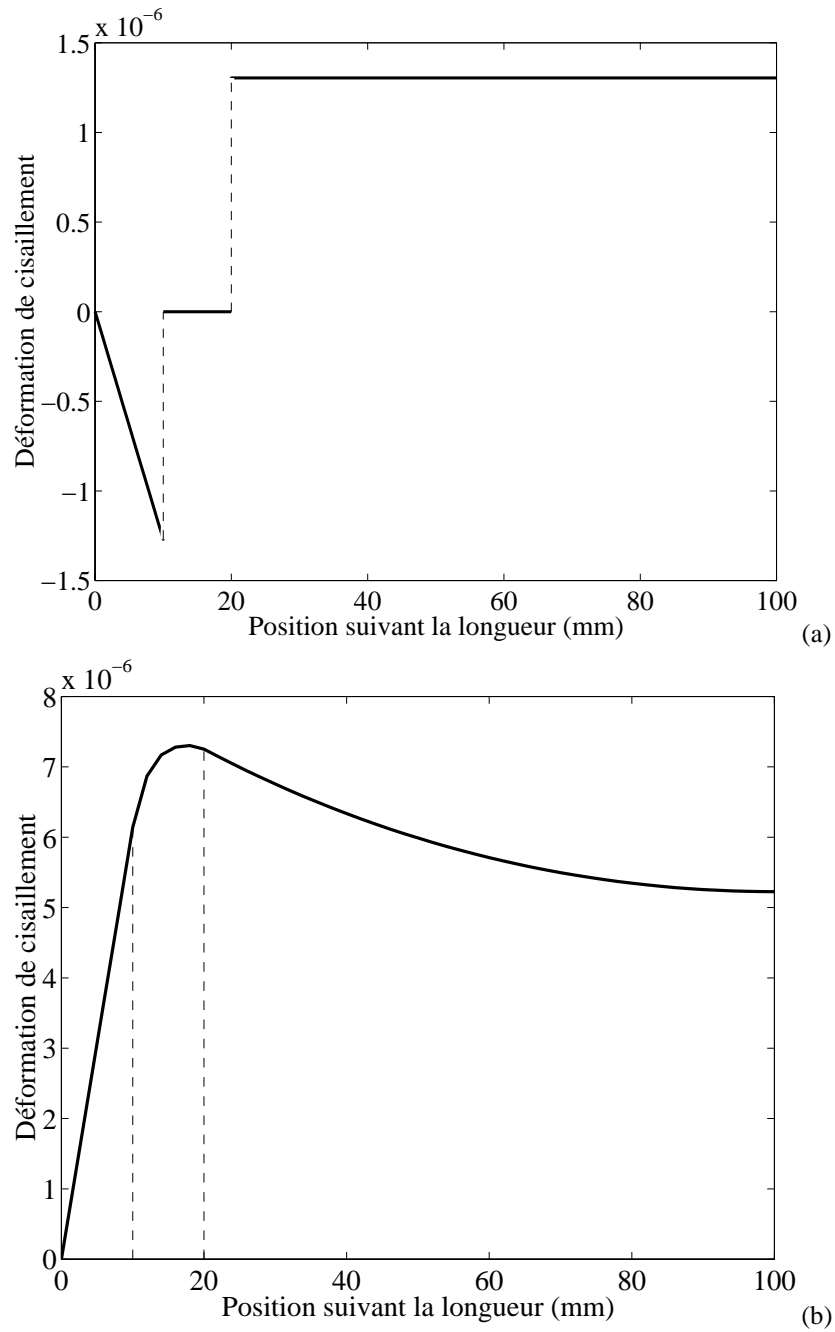 x 10−6
1.5
1
0.5
0
−0.5
−1
−1.5
Déformation de cisaillement
0 20 40 60 80 100
Position suivant la longueur (mm)
(a)
x 10−6
8
7
6
5
4
3
2
1
0
Déformation de cisaillement
0 20 40 60 80 100
Position suivant la longueur (mm)
(b)